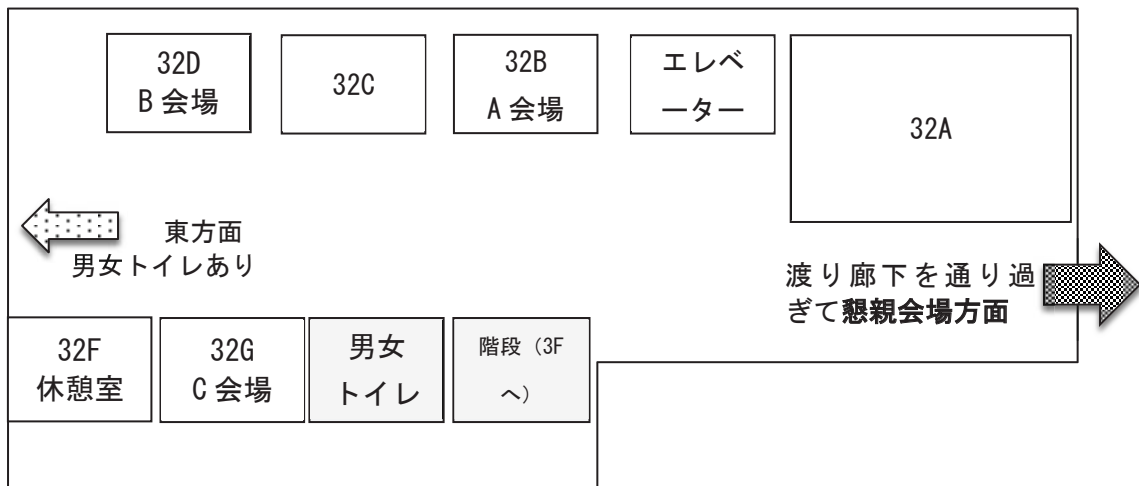 32D
B 会場
32C
32B
A 会場
エレベ
ーター
32A
東方面
男女トイレあり
渡り廊下を通り過
ぎて懇親会場方面
32F
休憩室
32G
C 会場
男女
トイレ
階段（3F
へ）